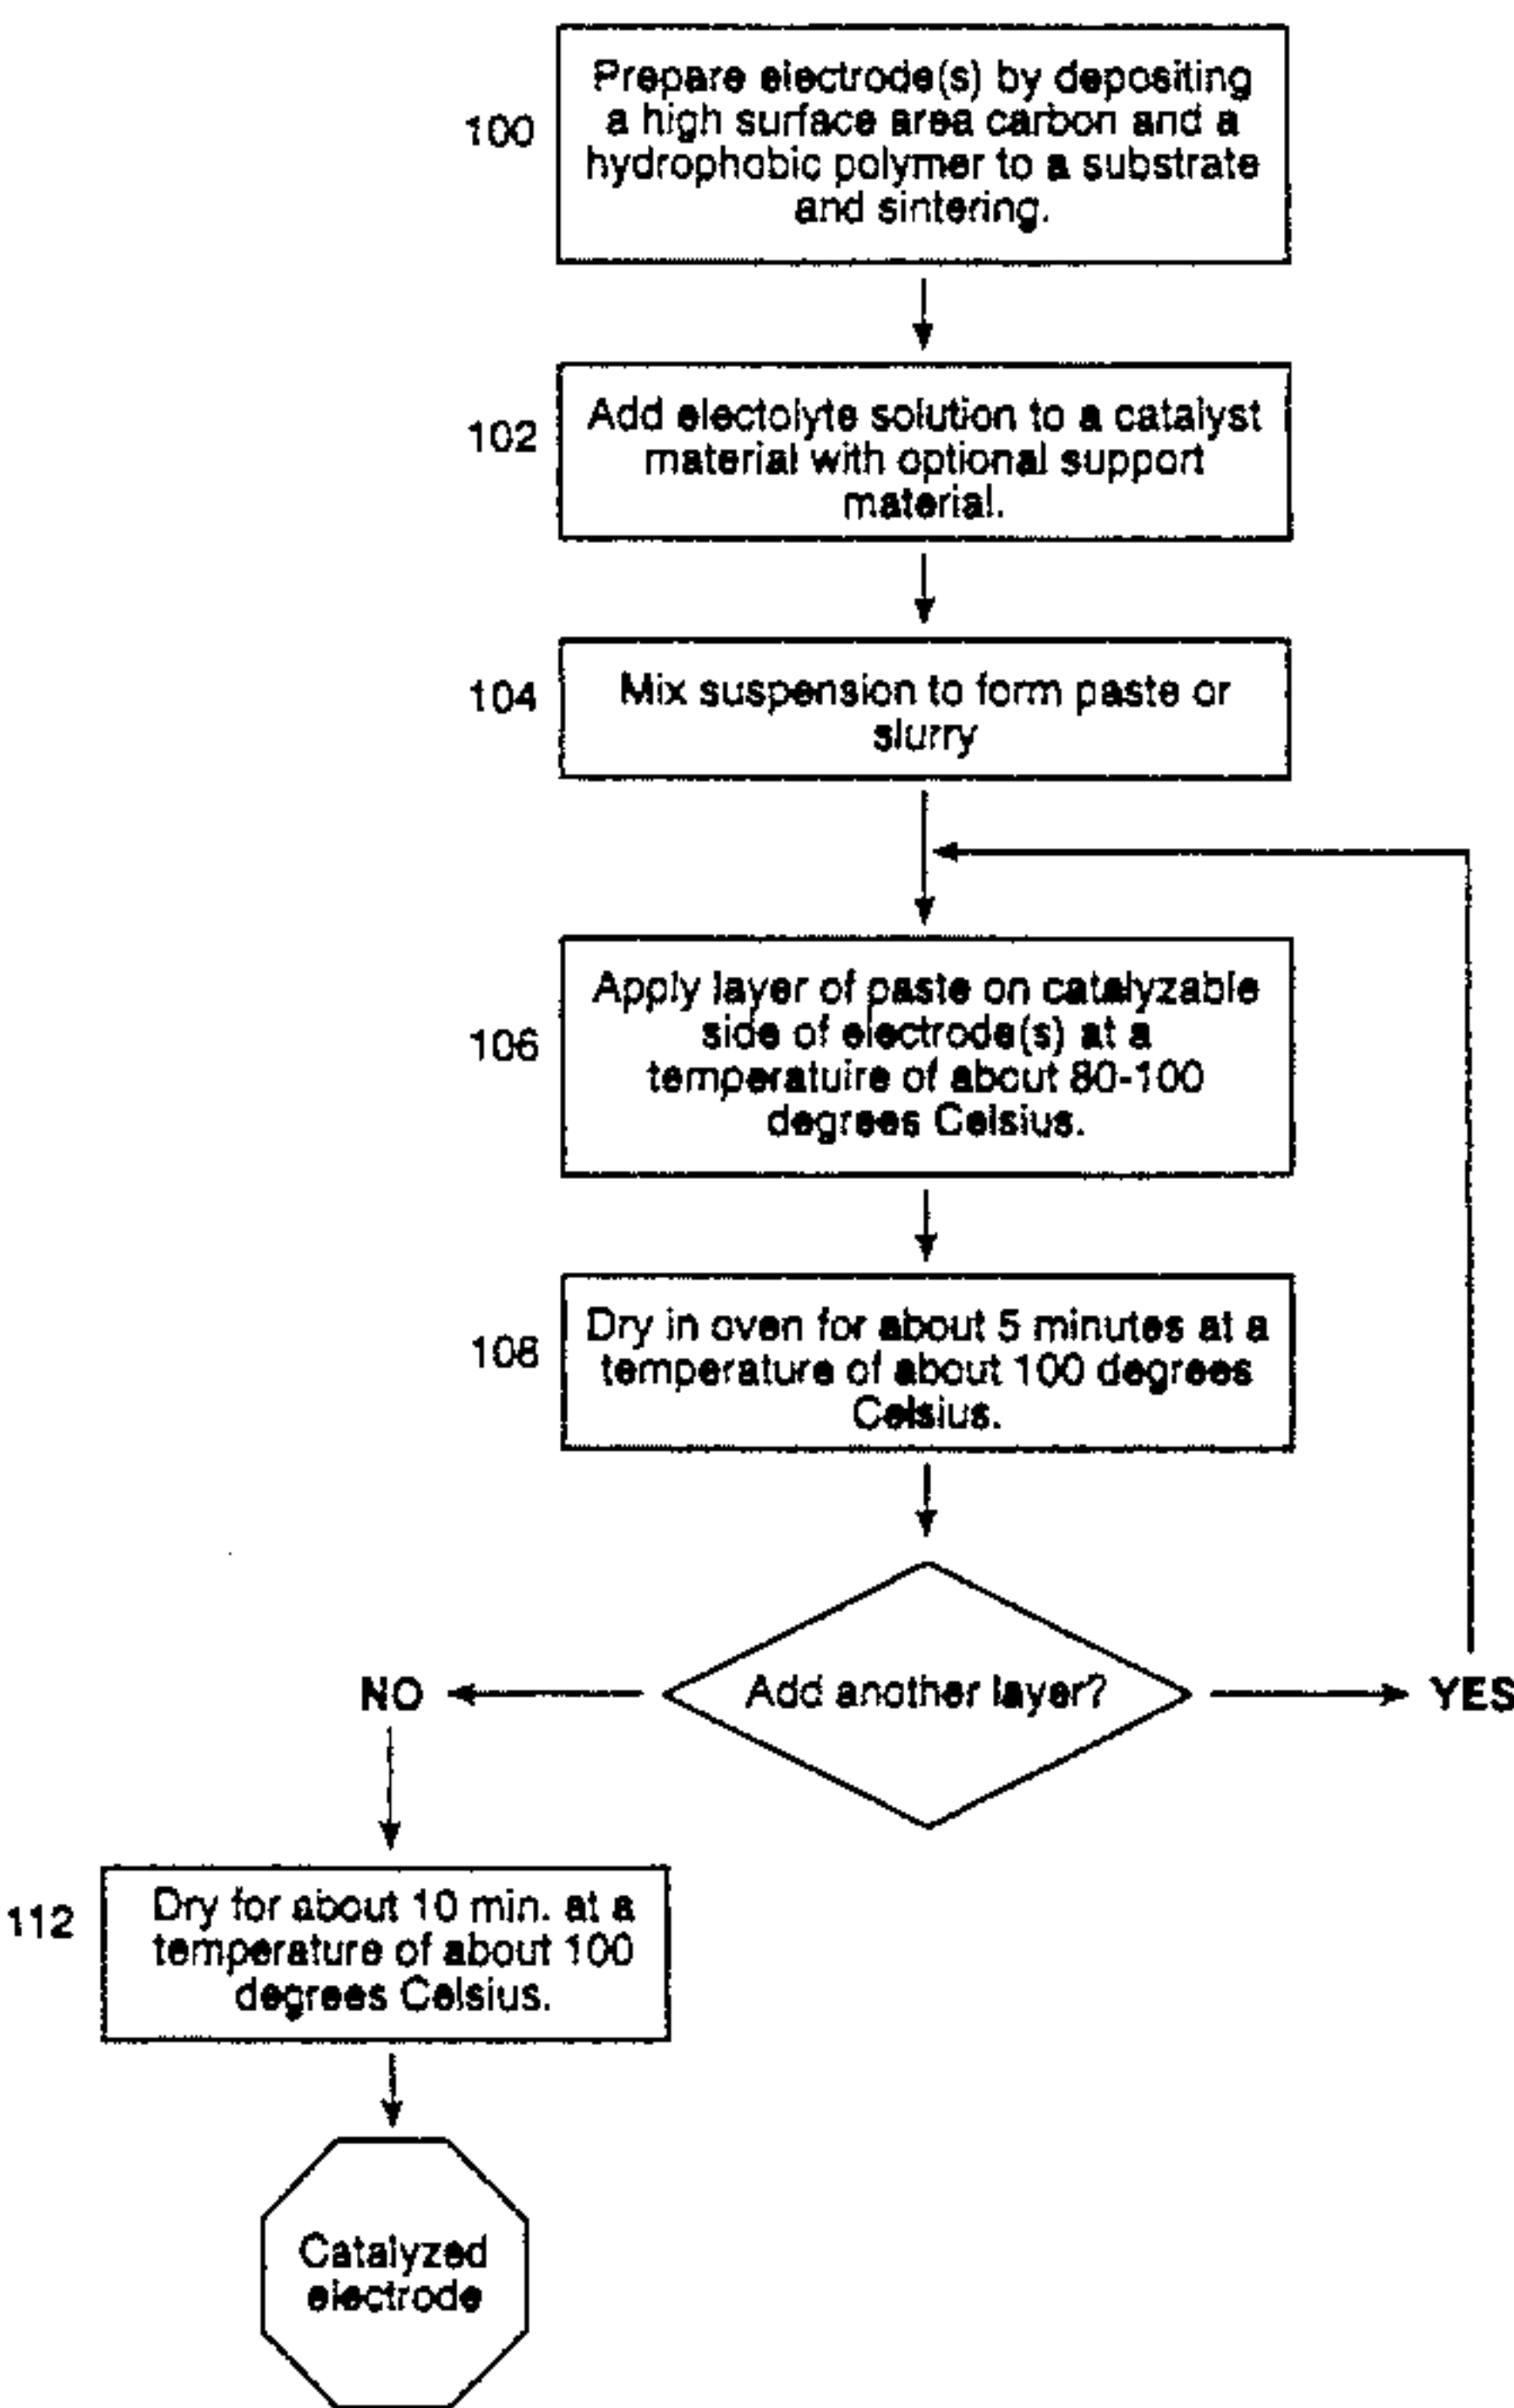 100
Prepare electrode(s) by depositing
a high surface area carbon and a
hydrophobic polymer to a substrate
and sintering.
102
Add electolyte solution to a catalyst
material with optional support
material.
104
Mix suspension to form paste or
slurry
106
Apply layer of paste on catalyzable
side of electrode(s) at a
temperatuire of about 80-100
degrees Celsius.
108
Dry in oven for about 5 minutes at a
temperature of about 100 degrees
Celsius.
NO
Add another layer?
YES
112
Dry for about 10 min. at a
temperature of about 100
degrees Celsius.
Catalyzed
electrode